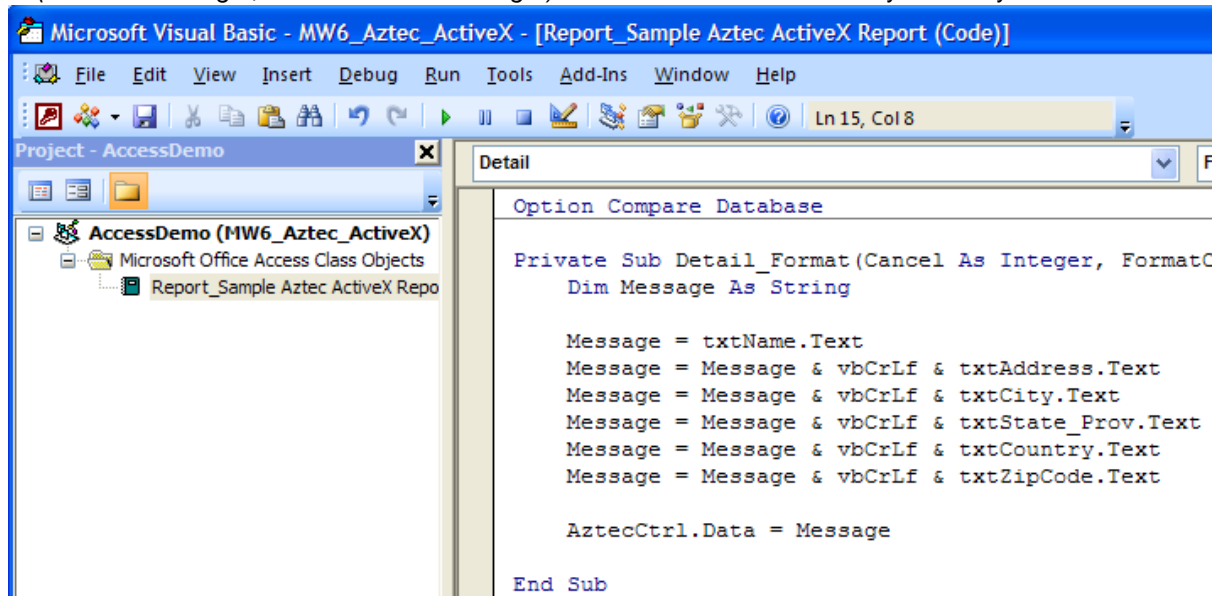 Microsoft Visual Basic - MW6_Aztec_ActiveX - [Report_Sample Aztec ActiveX Report (Code)]
File Edit View Insert Debug Run Tools Add-Ins Window Help
Ln 15, Col 8
Project - AccessDemo
Detail
AccessDemo (MW6_Aztec_ActiveX)
Microsoft Office Access Class Objects
Report_Sample Aztec ActiveX Repo
Option Compare Database
Private Sub Detail_Format(Cancel As Integer, Format
Dim Message As String
Message = txtName.Text
Message = Message & vbCrLf & txtAddress.Text
Message = Message & vbCrLf & txtCity.Text
Message = Message & vbCrLf & txtState_Prov.Text
Message = Message & vbCrLf & txtCountry.Text
Message = Message & vbCrLf & txtZipCode.Text
AztecCtrl.Data = Message
End Sub